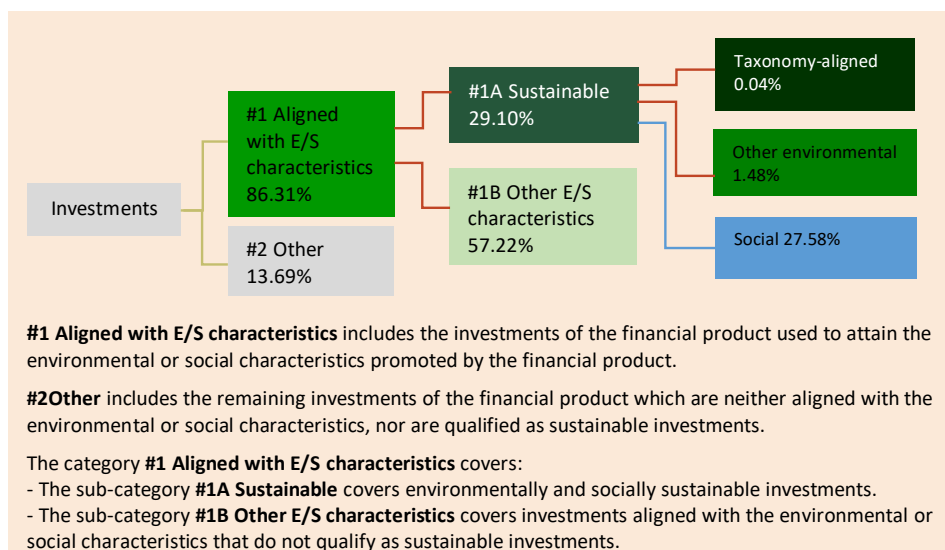 Investments
#1 Aligned
with E/S
characteristics
86.31%
#2 Other
13.69%
#1A Sustainable
29.10%
#1B Other E/S
characteristics
57.22%
Taxonomy-aligned
0.04%
Other environmental
1.48%
Social 27.58%
#1 Aligned with E/S characteristics includes the investments of the financial product used to attain the
environmental or social characteristics promoted by the financial product.
#2Other includes the remaining investments of the financial product which are neither aligned with the
environmental or social characteristics, nor are qualified as sustainable investments.
The category #1 Aligned with E/S characteristics covers:
- The sub-category #1A Sustainable covers environmentally and socially sustainable investments.
- The sub-category #1B Other E/S characteristics covers investments aligned with the environmental or
social characteristics that do not qualify as sustainable investments.